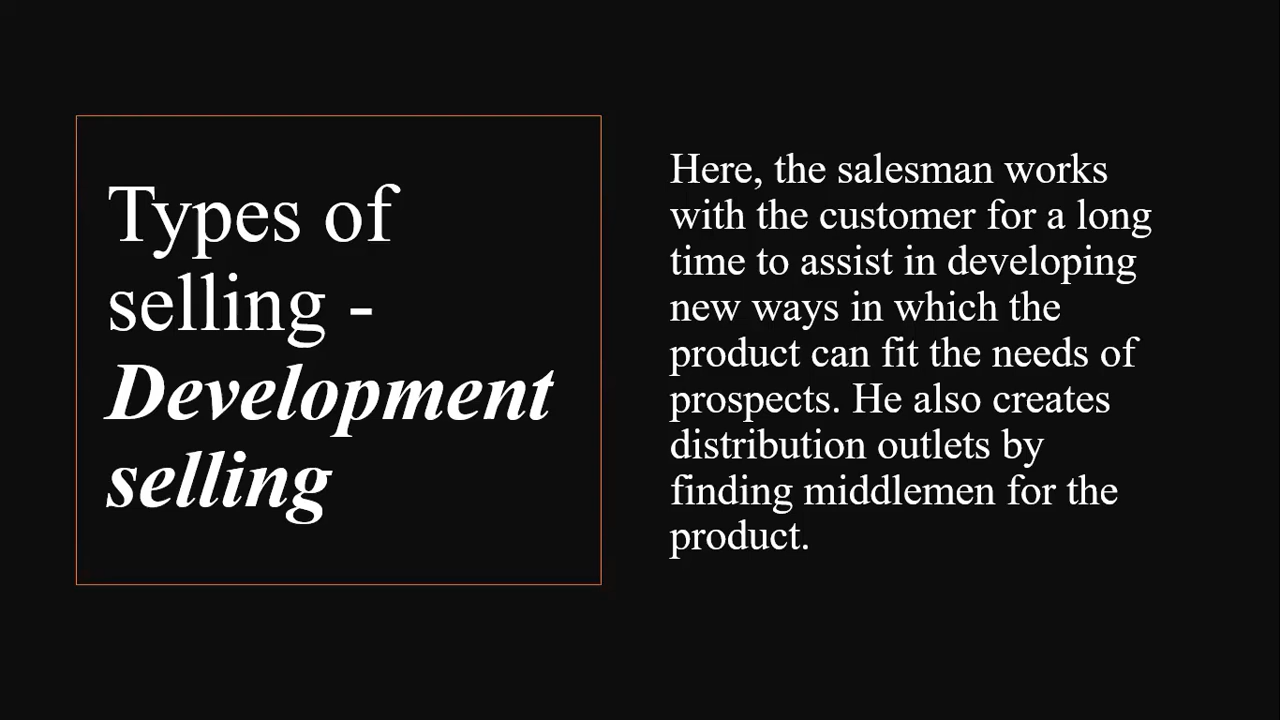 Types of
selling -
Development
selling
Here, the salesman works
with the customer for a long
time to assist in developing
new ways in which the
product can fit the needs of
prospects. He also creates
distribution outlets by
finding middlemen for the
product.